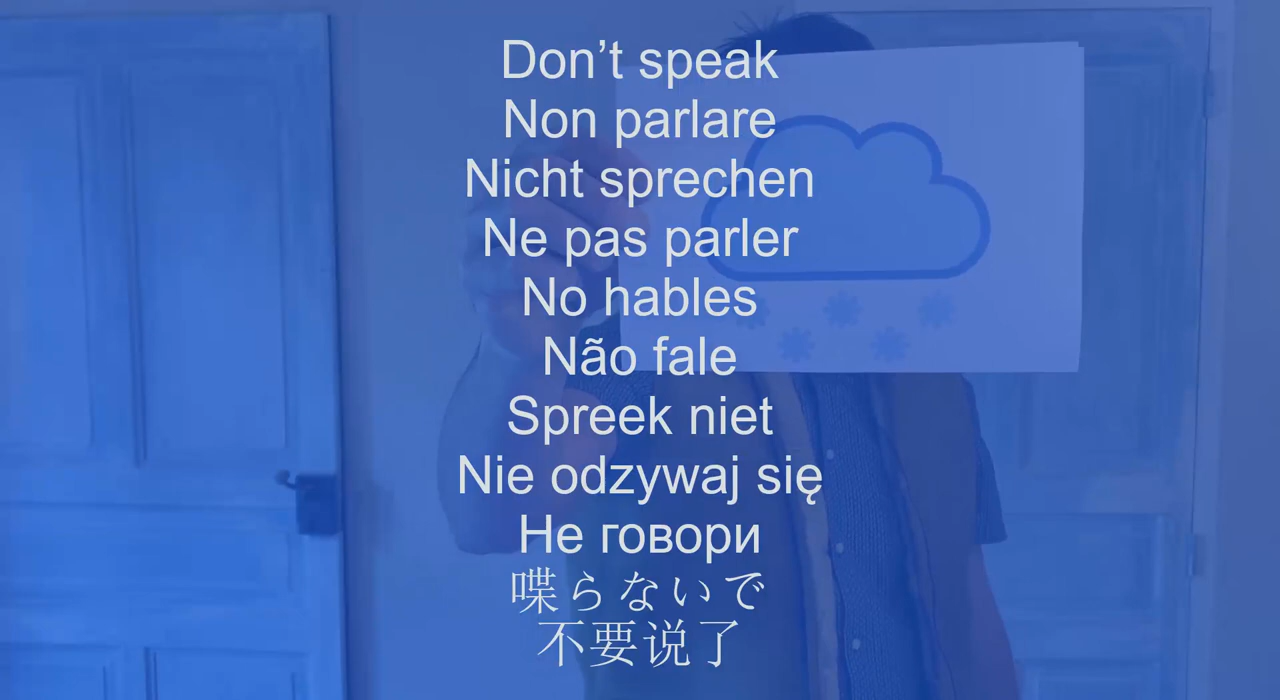 Don’t speak
Non parlare
Nicht sprechen
Ne pas parler
No hables
Não fale
Spreek niet
Nie odzywaj się
Не говори
喋らないで
不要说了